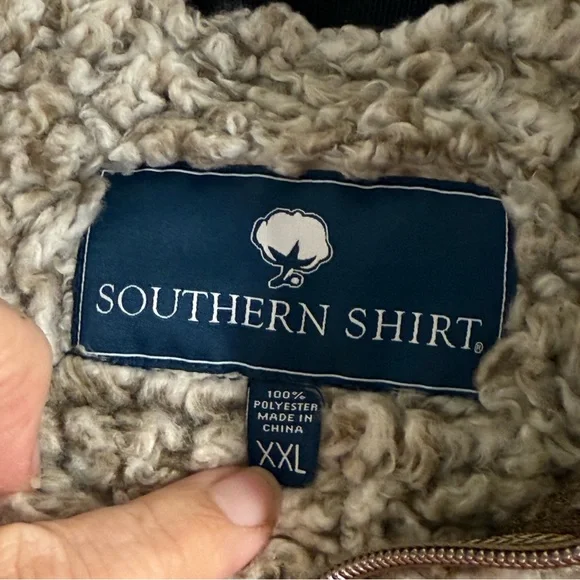 SOUTHERN SHIRT®
100%
POLYESTER
MADE IN
CHINA
XXL